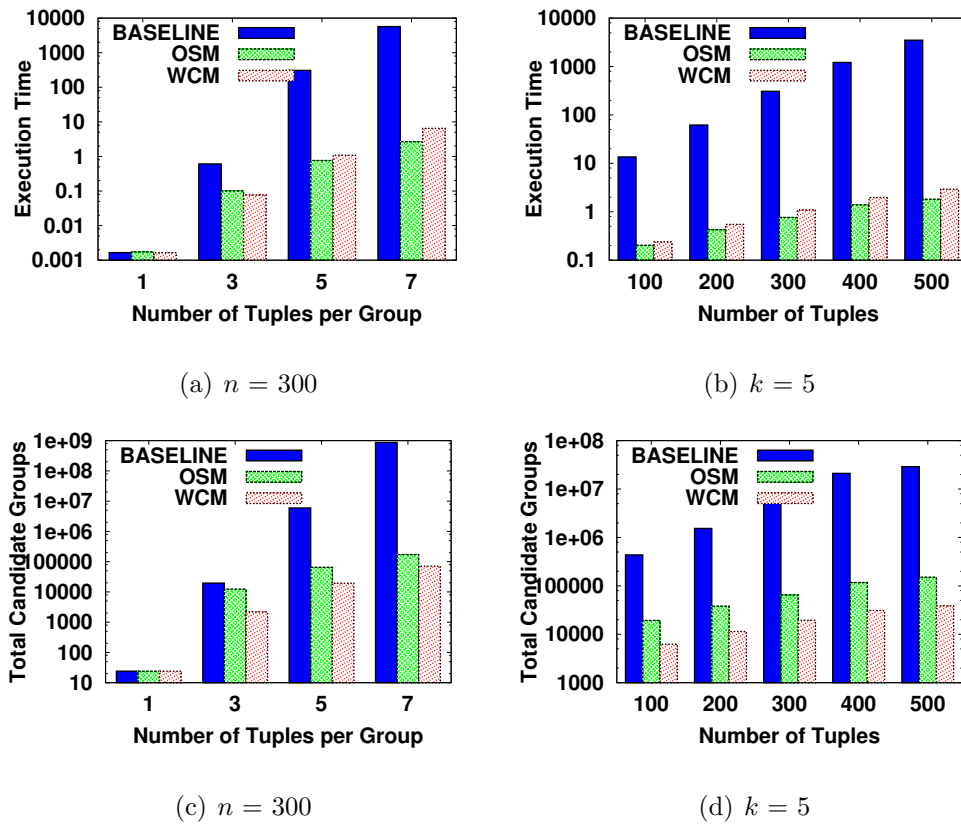 10000
1000
100
10
1
0.1
0.01
0.001
Execution Time
BASELINE
OSM
WCM
1 3 5 7
Number of Tuples per Group
(a) n = 300
10000
1000
100
10
1
0.1
Execution Time
BASELINE
OSM
WCM
100 200 300 400 500
Number of Tuples
(b) k = 5
1e+09
1e+08
1e+07
1e+06
100000
10000
1000
100
10
Total Candidate Groups
BASELINE
OSM
WCM
1 3 5 7
Number of Tuples per Group
(c) n = 300
1e+08
1e+07
1e+06
100000
10000
1000
Total Candidate Groups
BASELINE
OSM
WCM
100 200 300 400 500
Number of Tuples
(d) k = 5